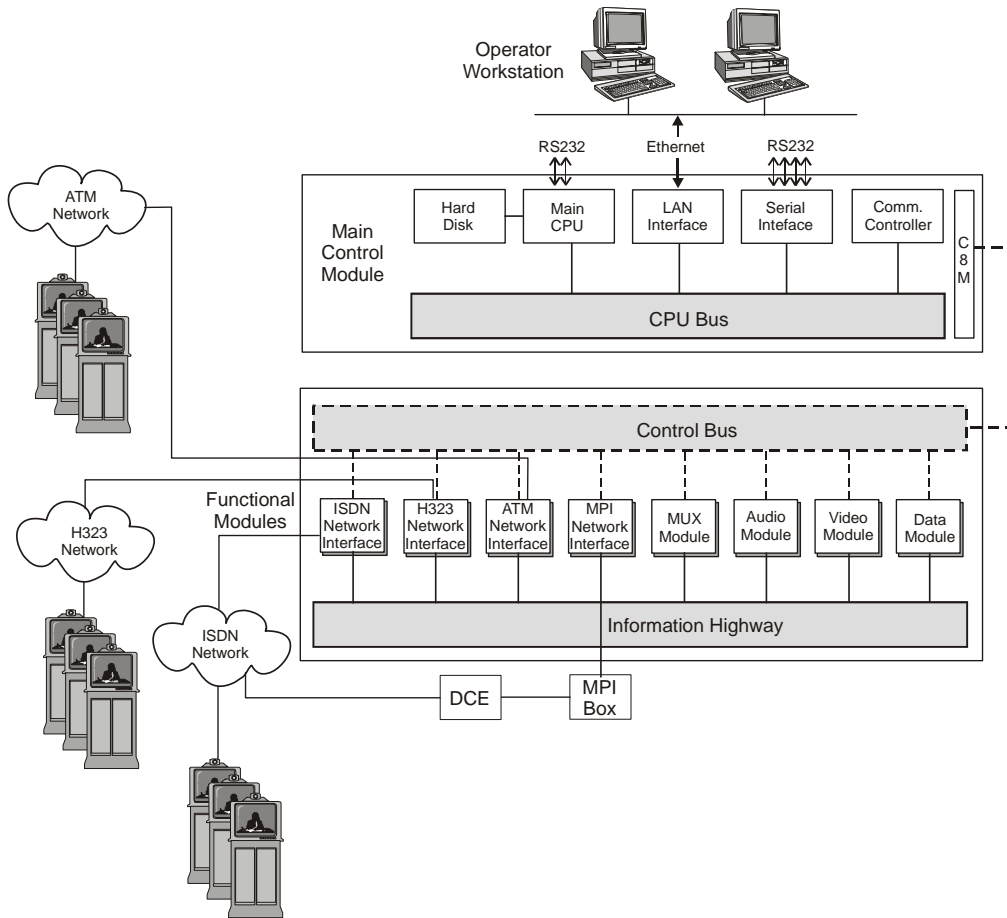 Operator
Workstation
RS232
Ethernet
RS232
ATM
Network
Main
Control
Module
Hard
Disk
Main
CPU
LAN
Interface
Serial
Inteface
Comm.
Controller
C
8
M
CPU Bus
Control Bus
Functional
Modules
ISDN
Network
Interface
H323
Network
Interface
ATM
Network
Interface
MPI
Network
Interface
MUX
Module
Audio
Module
Video
Module
Data
Module
H323
Network
Information Highway
ISDN
Network
DCE
MPI
Box